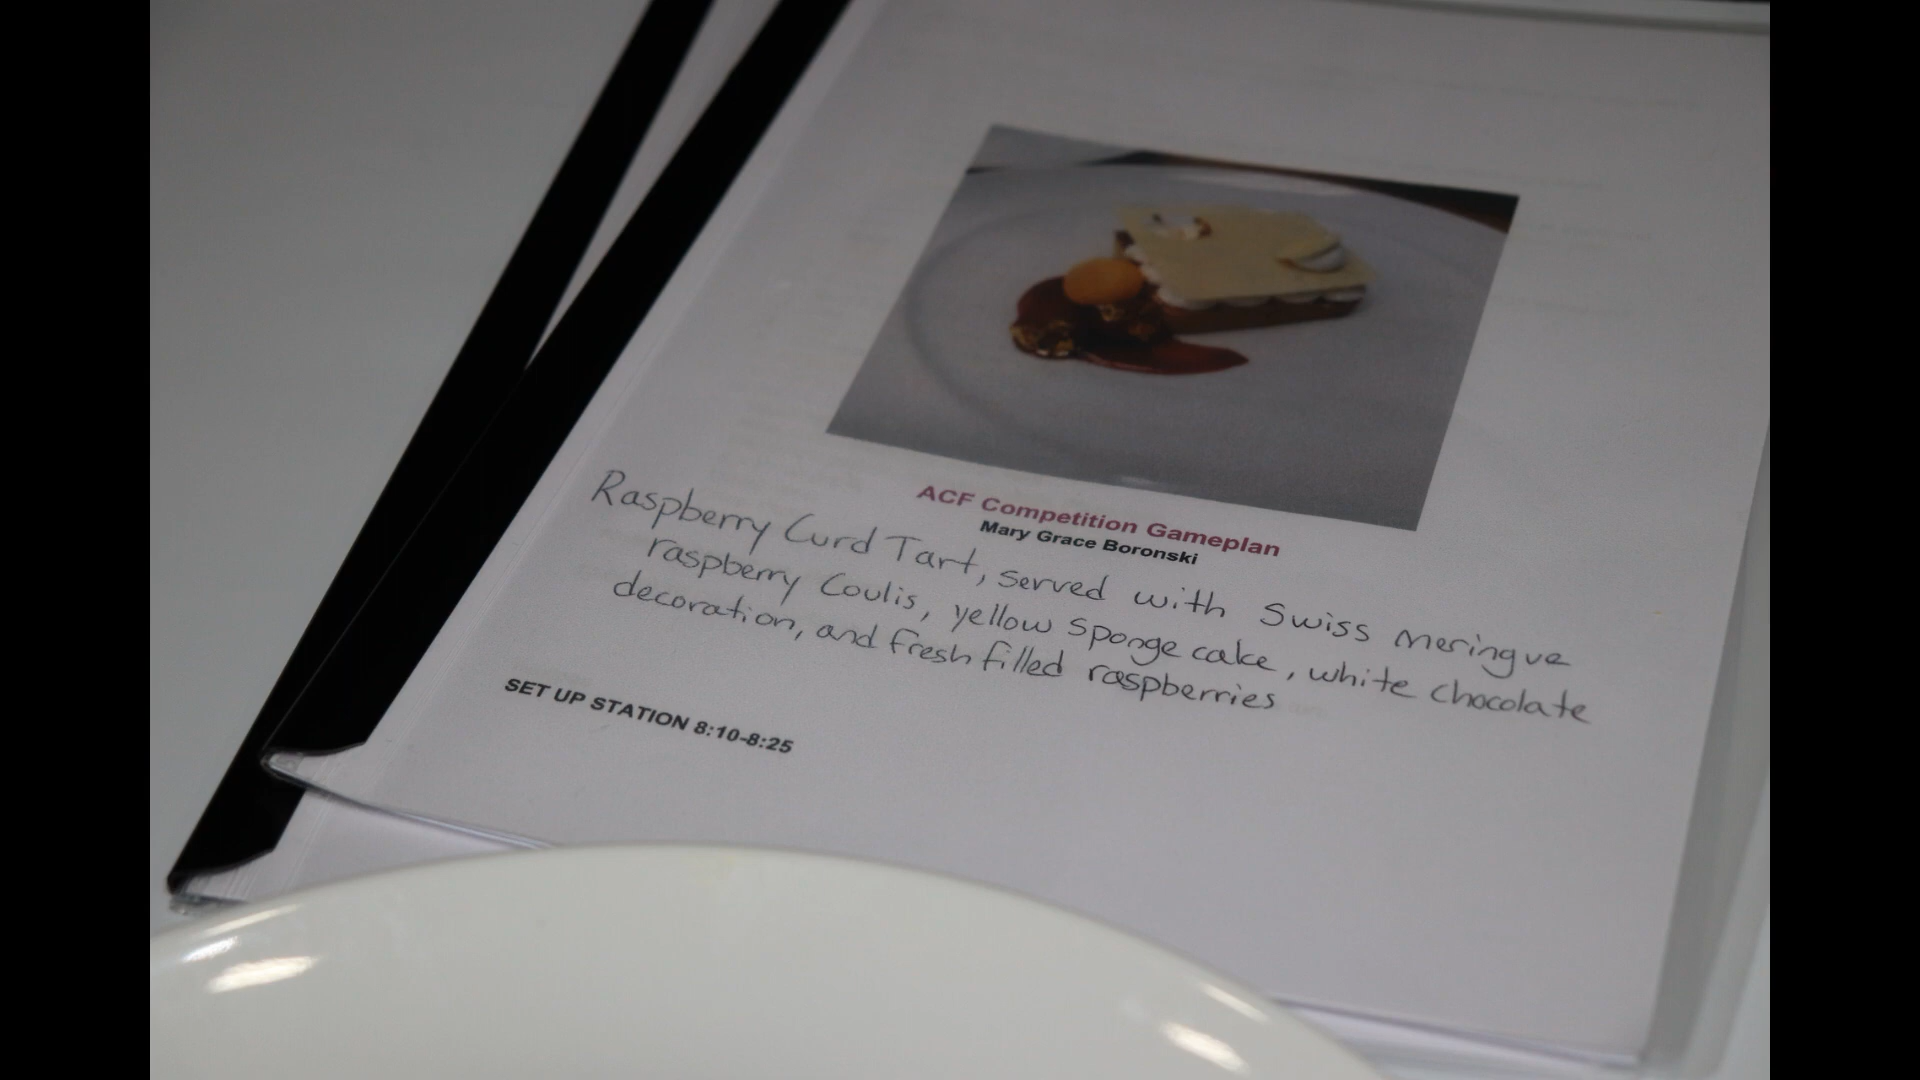 ACF Competition Gameplan
Mary Grace Boronski
Raspberry Curd Tart, served with Swiss Meringue
raspberry Coulis, yellow sponge cake, white chocolate
decoration, and fresh filled raspberries
SET UP STATION 8:10-8:25